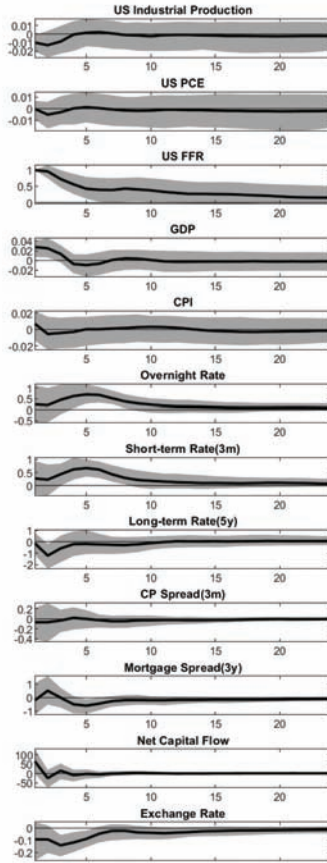 US Industrial Production
0.01
0
-0.01
-0.02
5 10 15 20
US PCE
0.01
0
-0.01
5 10 15 20
US FFR
1
0.5
0
5 10 15 20
GDP
0.04
0.02
0
-0.02
5 10 15 20
CPI
0.02
0
-0.02
5 10 15 20
Overnight Rate
1
0.5
0
-0.5
5 10 15 20
Short-term Rate(3m)
1
0.5
0
5 10 15 20
Long-term Rate(5y)
1
0
-1
-2
5 10 15 20
CP Spread(3m)
0.2
0
-0.2
-0.4
5 10 15 20
Mortgage Spread(3y)
1
0
-1
5 10 15 20
Net Capital Flow
100
50
0
-50
5 10 15 20
Exchange Rate
0
-0.1
-0.2